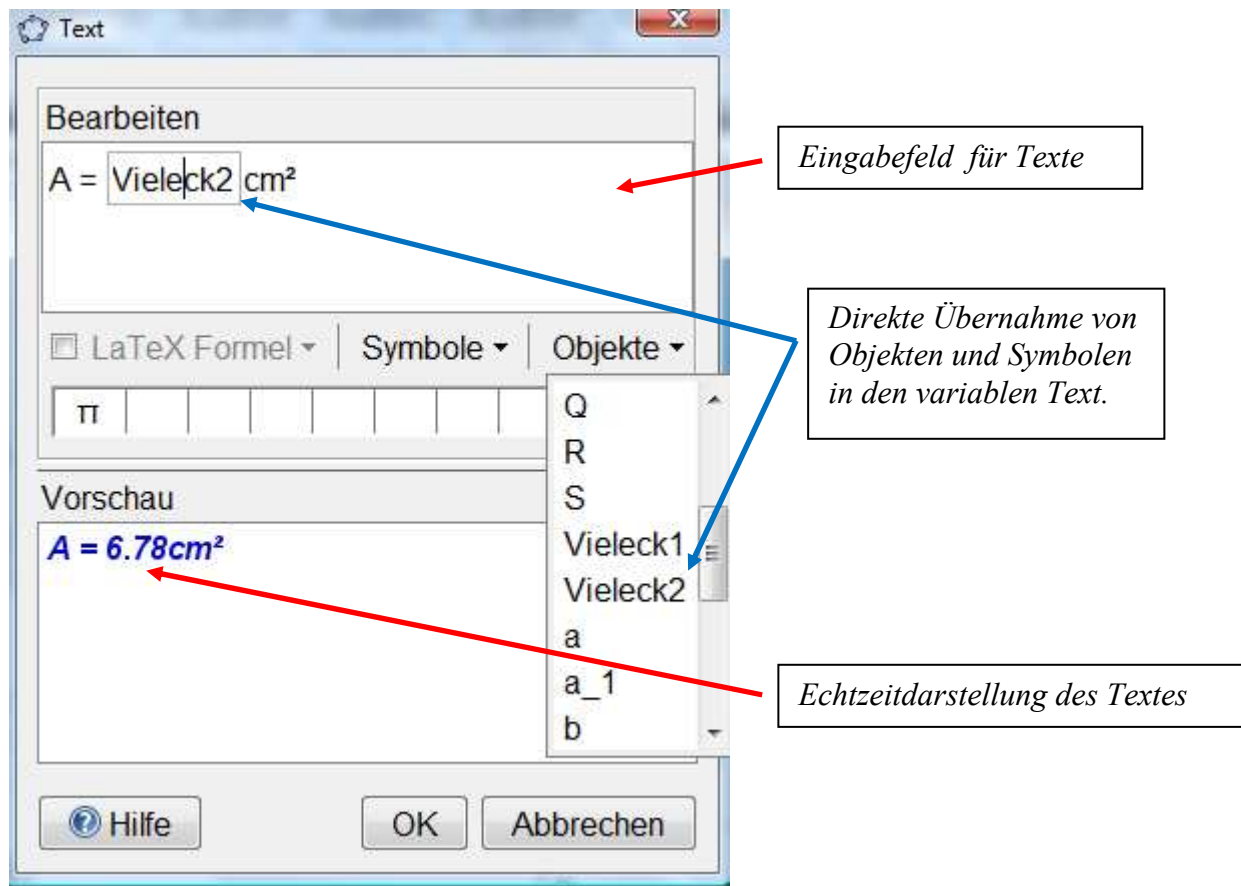 Text
Bearbeiten
A = Vieleck2 cm²
Eingabefeld für Texte
LaTeX Formel
Symbole
Objekte
Direkte Übernahme von
Objekten und Symbolen
in den variablen Text.
π
Q
R
S
Vieleck1
Vieleck2
a
a_1
b
Vorschau
A = 6.78cm²
Echtzeitdarstellung des Textes
Hilfe
OK
Abbrechen